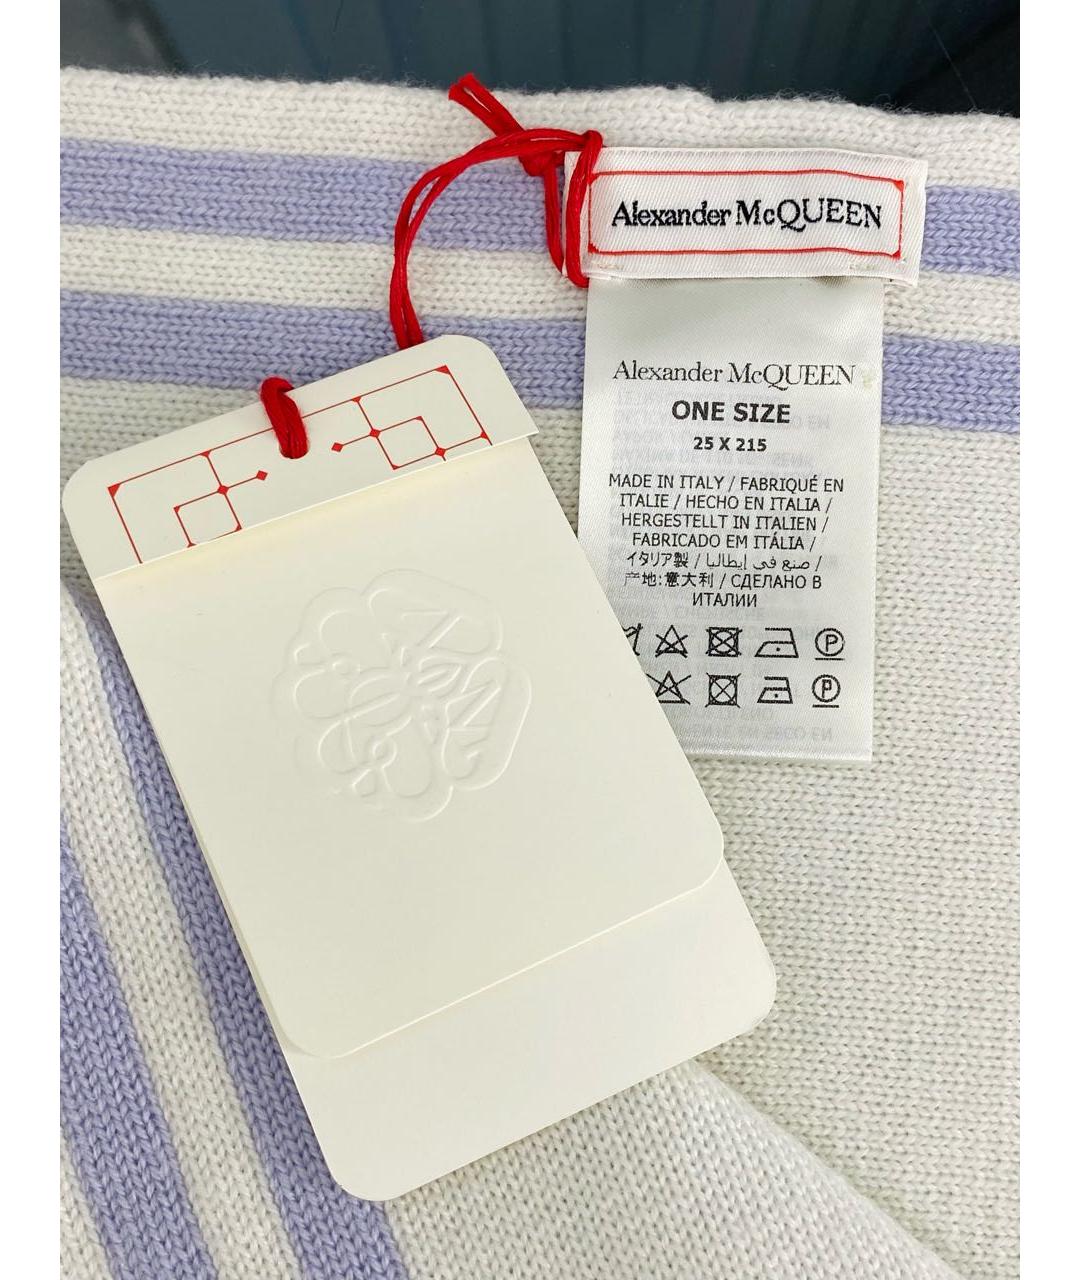 Alexander McQUEEN
Alexander McQUEEN
ONE SIZE
25 X 215
MADE IN ITALY / FABRIQUÉ EN
ITALIE / HECHO EN ITALIA /
HERGESTELLT IN ITALIEN /
FABRICADO EM ITÁLIA /
イタリア製 / صنع في إيطاليا /
产地:意大利 / СДЕЛАНО В
ИТАЛИИ
P
P